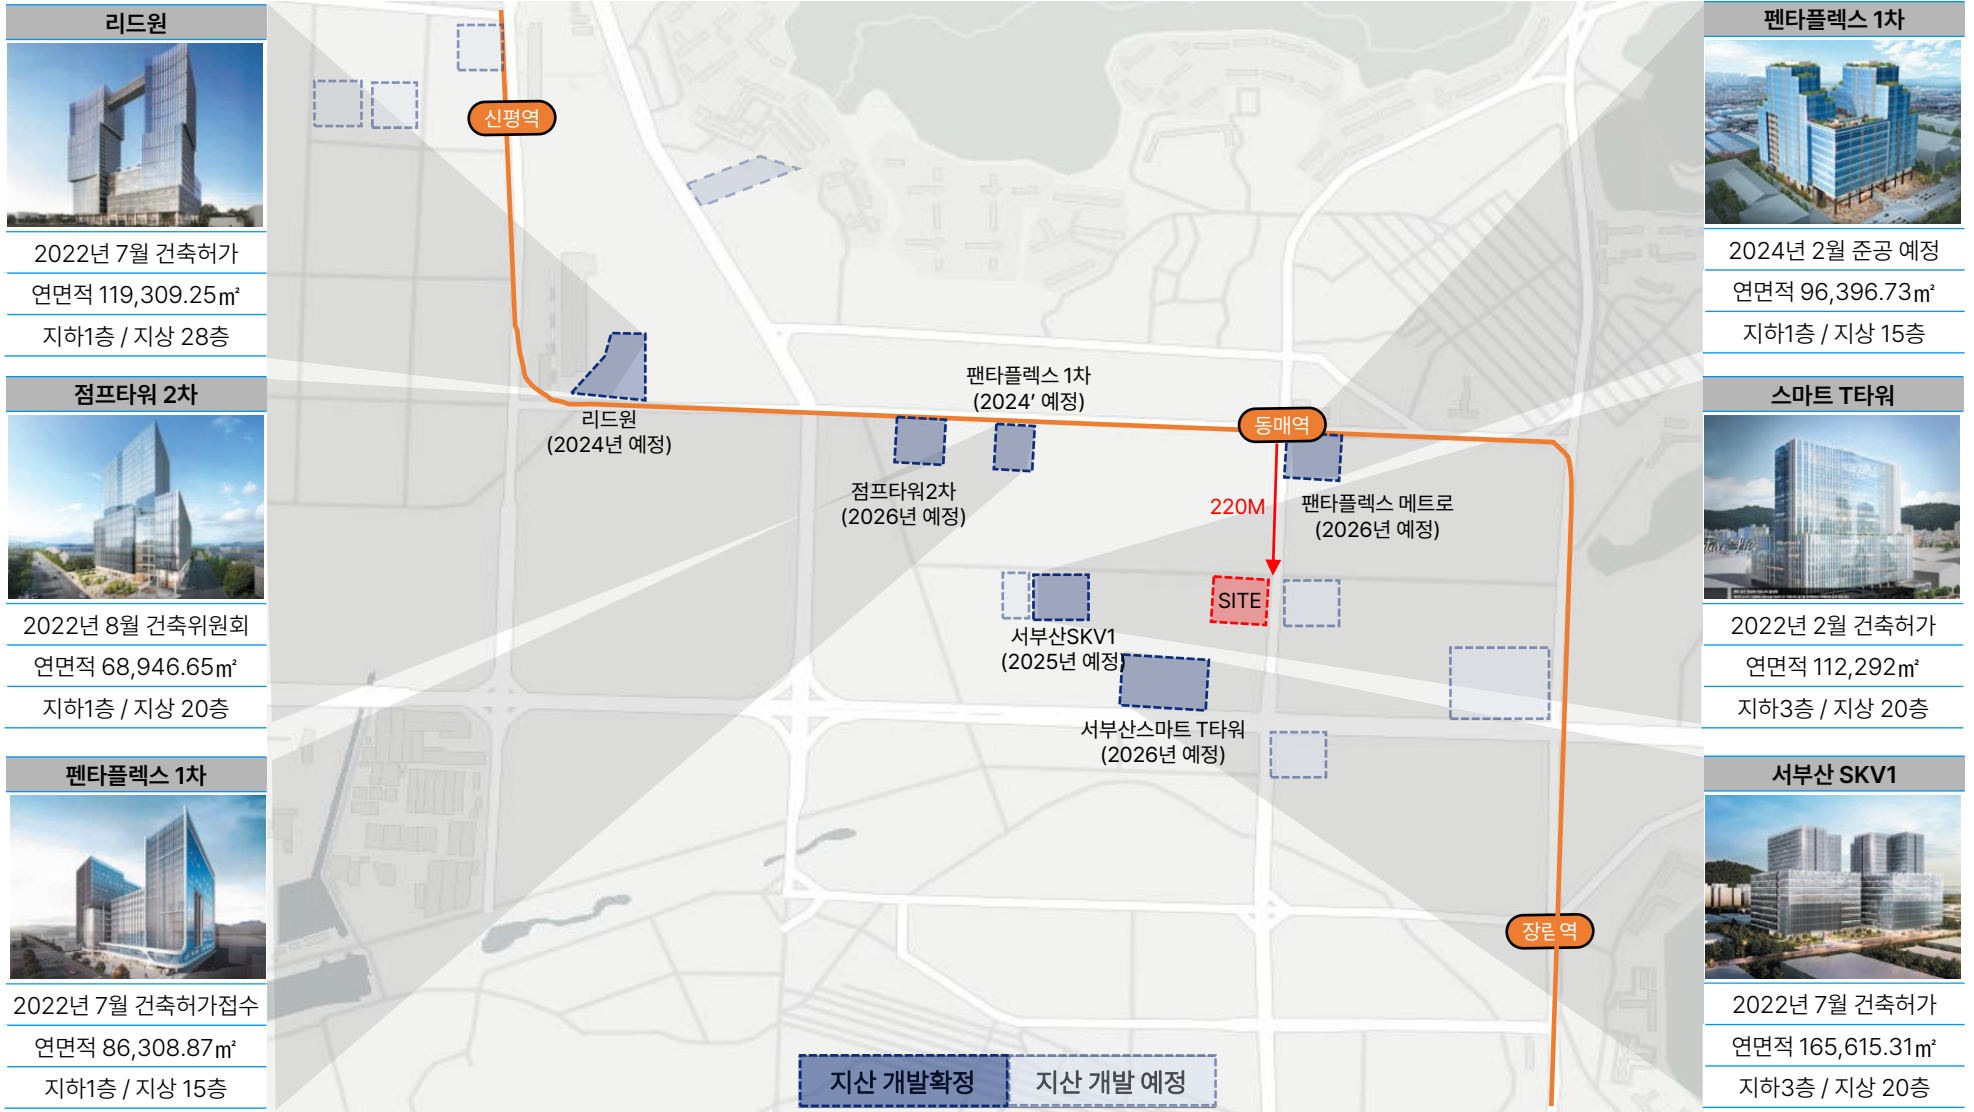 리드원
2022년 7월 건축허가
연면적 119,309.25㎡
지하1층 / 지상 28층
점프타워 2차
2022년 8월 건축위원회
연면적 68,946.65㎡
지하1층 / 지상 20층
펜타플렉스 1차
2022년 7월 건축허가접수
연면적 86,308.87㎡
지하1층 / 지상 15층
신평역
리드원
(2024년 예정)
팬타플렉스 1차
(2024' 예정)
점프타워2차
(2026년 예정)
동매역
220M
팬타플렉스 메트로
(2026년 예정)
SITE
서부산SKV1
(2025년 예정)
서부산스마트 T타워
(2026년 예정)
장림역
지산 개발확정
지산 개발 예정
펜타플렉스 1차
2024년 2월 준공 예정
연면적 96,396.73㎡
지하1층 / 지상 15층
스마트 T타워
2022년 2월 건축허가
연면적 112,292㎡
지하3층 / 지상 20층
서부산 SKV1
2022년 7월 건축허가
연면적 165,615.31㎡
지하3층 / 지상 20층